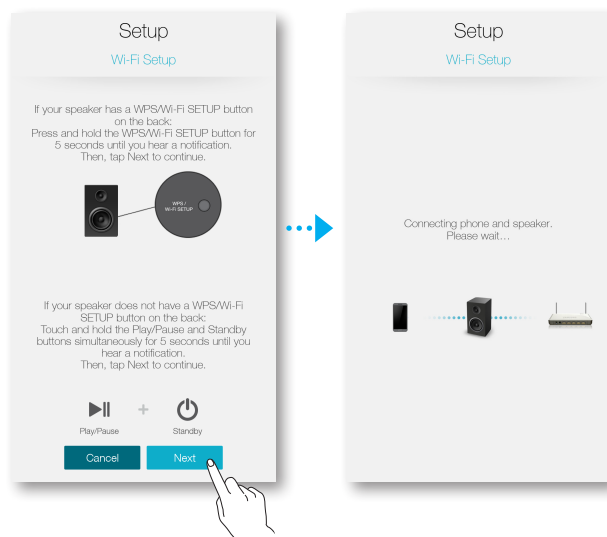 Setup
Wi-Fi Setup
If your speaker has a WPS/Wi-Fi SETUP button
on the back:
Press and hold the WPS/Wi-Fi SETUP button for
5 seconds until you hear a notification.
Then, tap Next to continue.
WPS /
Wi-Fi SETUP
If your speaker does not have a WPS/Wi-Fi
SETUP button on the back:
Touch and hold the Play/Pause and Standby
buttons simultaneously for 5 seconds until you
hear a notification.
Then, tap Next to continue.
+
Play/Pause
Standby
Cancel
Next
Setup
Wi-Fi Setup
Connecting phone and speaker.
Please wait…